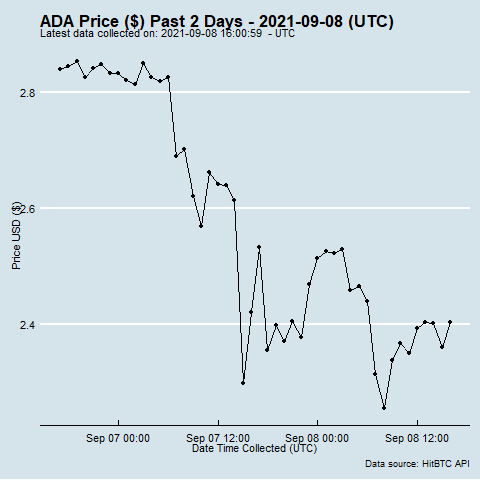 ADA Price ($) Past 2 Days - 2021-09-08 (UTC)
Latest data collected on: 2021-09-08 16:00:59 - UTC
2.8
2.6
2.4
Price USD ($)
Sep 07 00:00
Sep 07 12:00
Sep 08 00:00
Sep 08 12:00
Date Time Collected (UTC)
Data source: HitBTC API